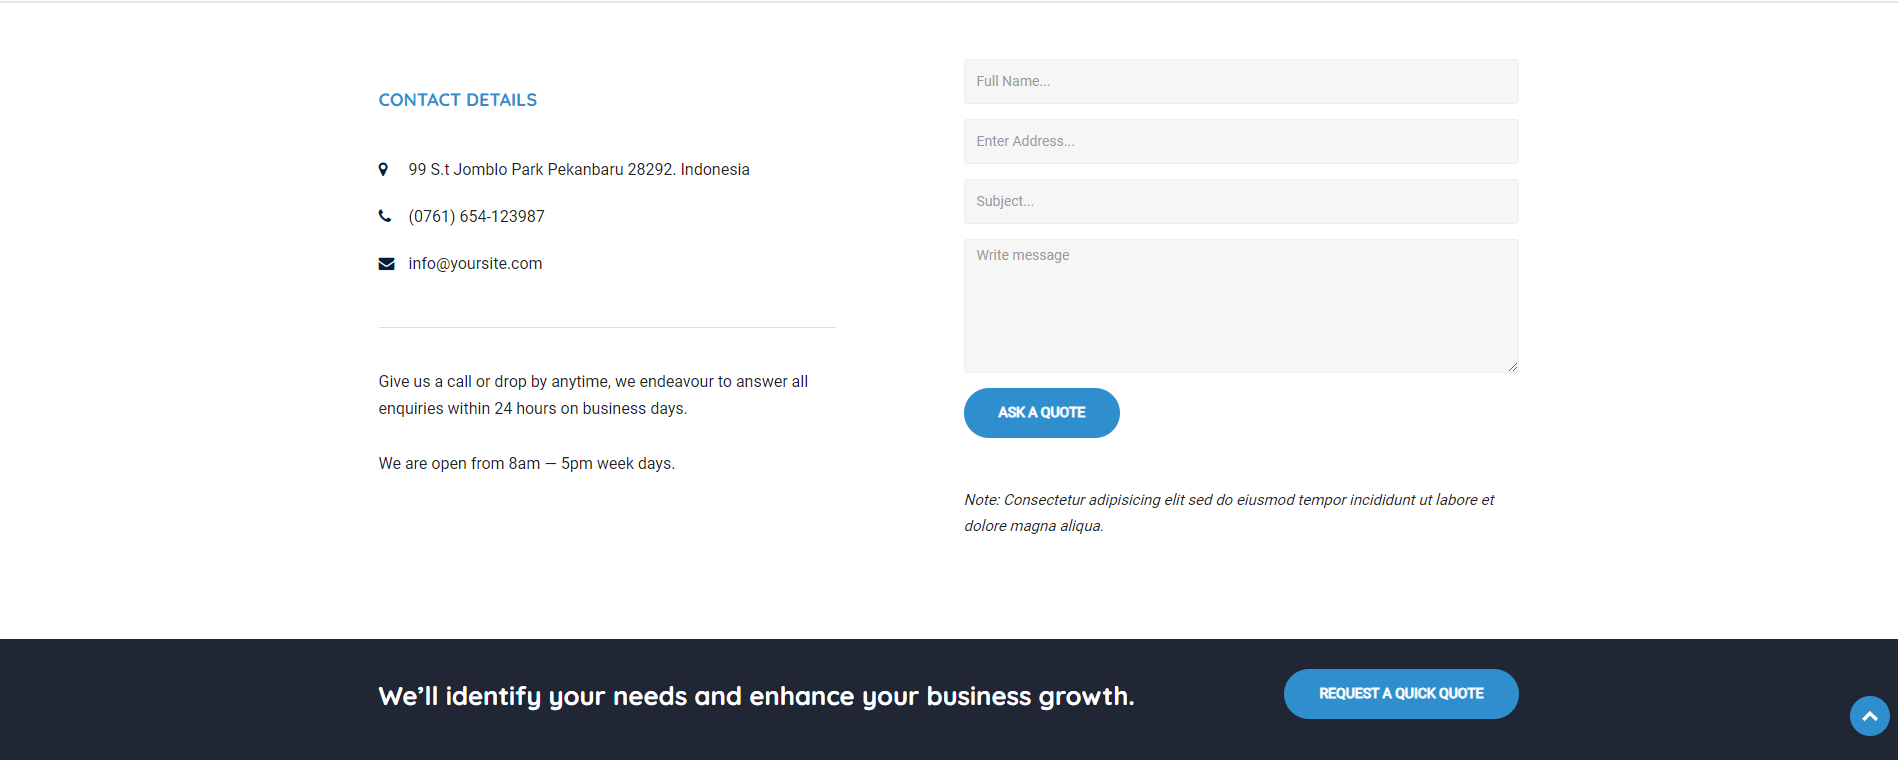 CONTACT DETAILS
99 S.t Jomblo Park Pekanbaru 28292. Indonesia
(0761) 654-123987
info@yoursite.com
Give us a call or drop by anytime, we endeavour to answer all
enquiries within 24 hours on business days.
We are open from 8am — 5pm week days.
Full Name...
Enter Address...
Subject...
Write message
ASK A QUOTE
Note: Consectetur adipisicing elit sed do eiusmod tempor incididunt ut labore et
dolore magna aliqua.
We’ll identify your needs and enhance your business growth.
REQUEST A QUICK QUOTE